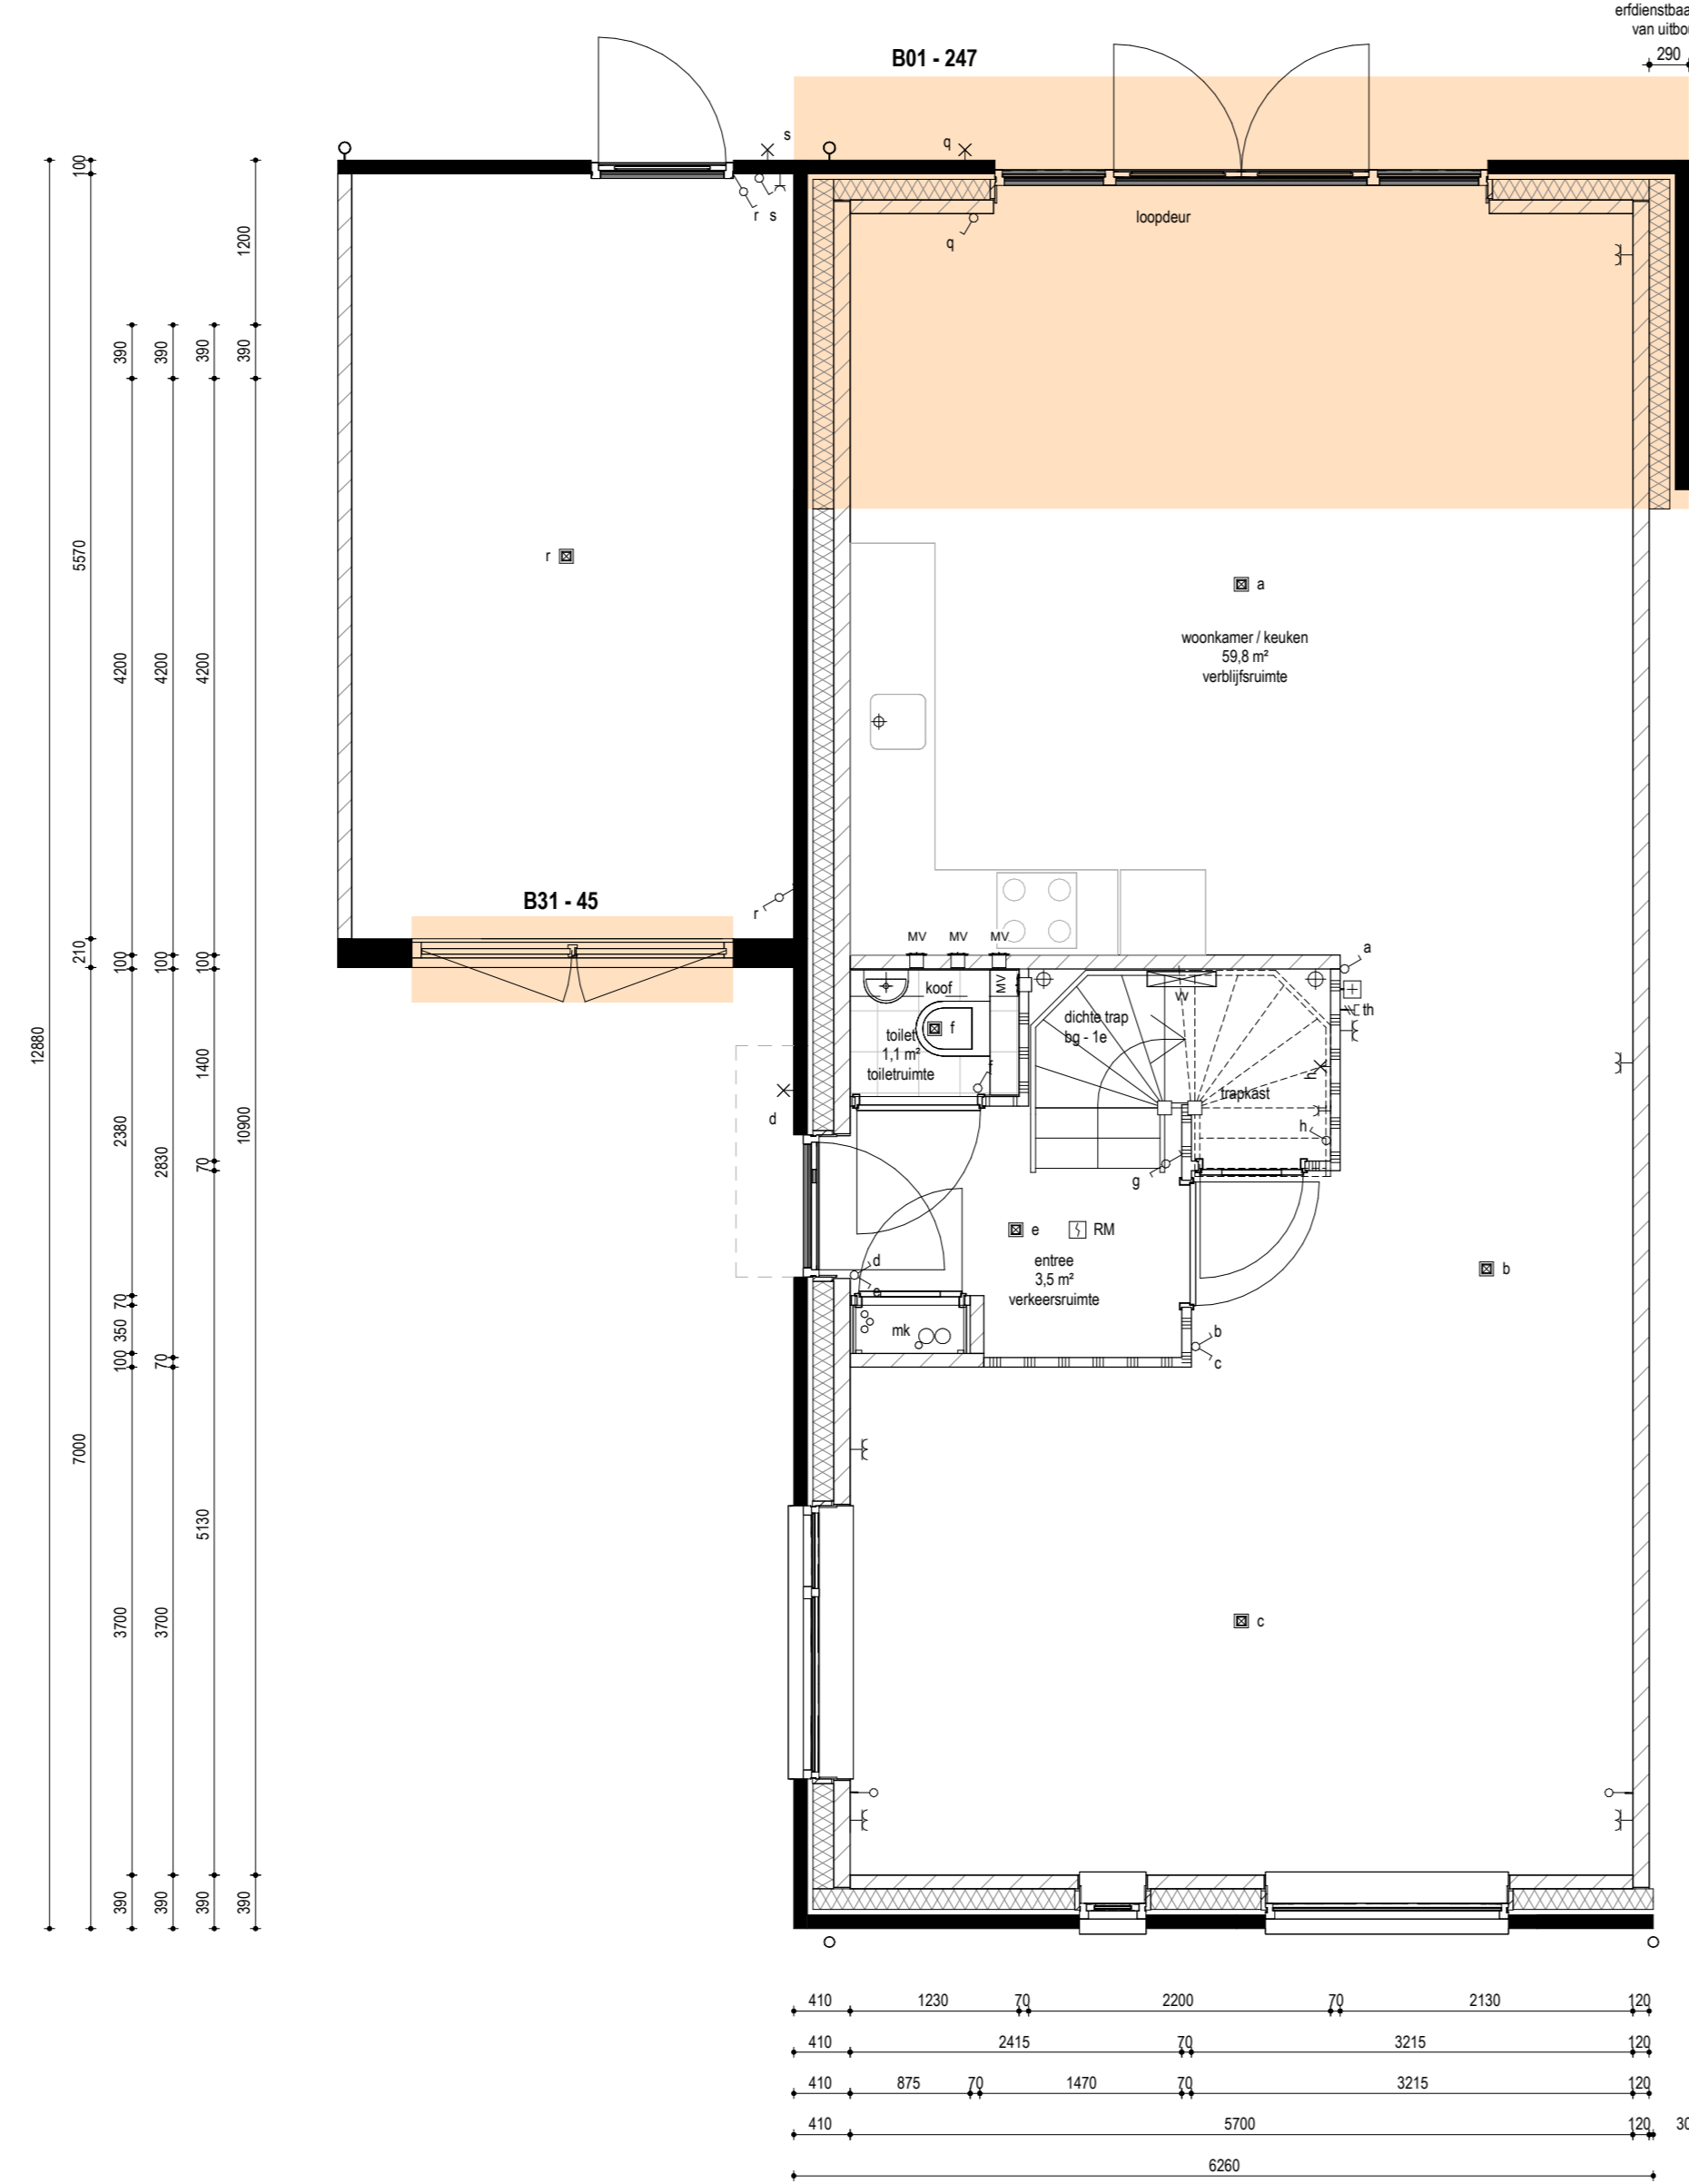 erfdienstbaa
van uitbou
290
B01 - 247
s
q
r s
q
loopdeur
100
1200
390
390
390
390
5570
r
a
woonkamer / keuken
59,8 m²
verblijfsruimte
4200
4200
4200
B31 - 45
r
210
100
100
100
MV
MV
MV
a
koof
MV
vv
th
dichte trap
bg - 1e
toilet
1,1 m²
toiletruimte
f
f
h
trapkast
h
d
g
12880
2380
2830
1400
70
10900
e
RM
entree
3,5 m²
verkeersruimte
d
e
b
mk
b
c
70
350
100
70
7000
3700
3700
5130
c
390
390
390
390
410 1230 70 2200 70 2130 120
410 2415 70 3215 120
410 875 70 1470 70 3215 120
410 5700 120 30
6260